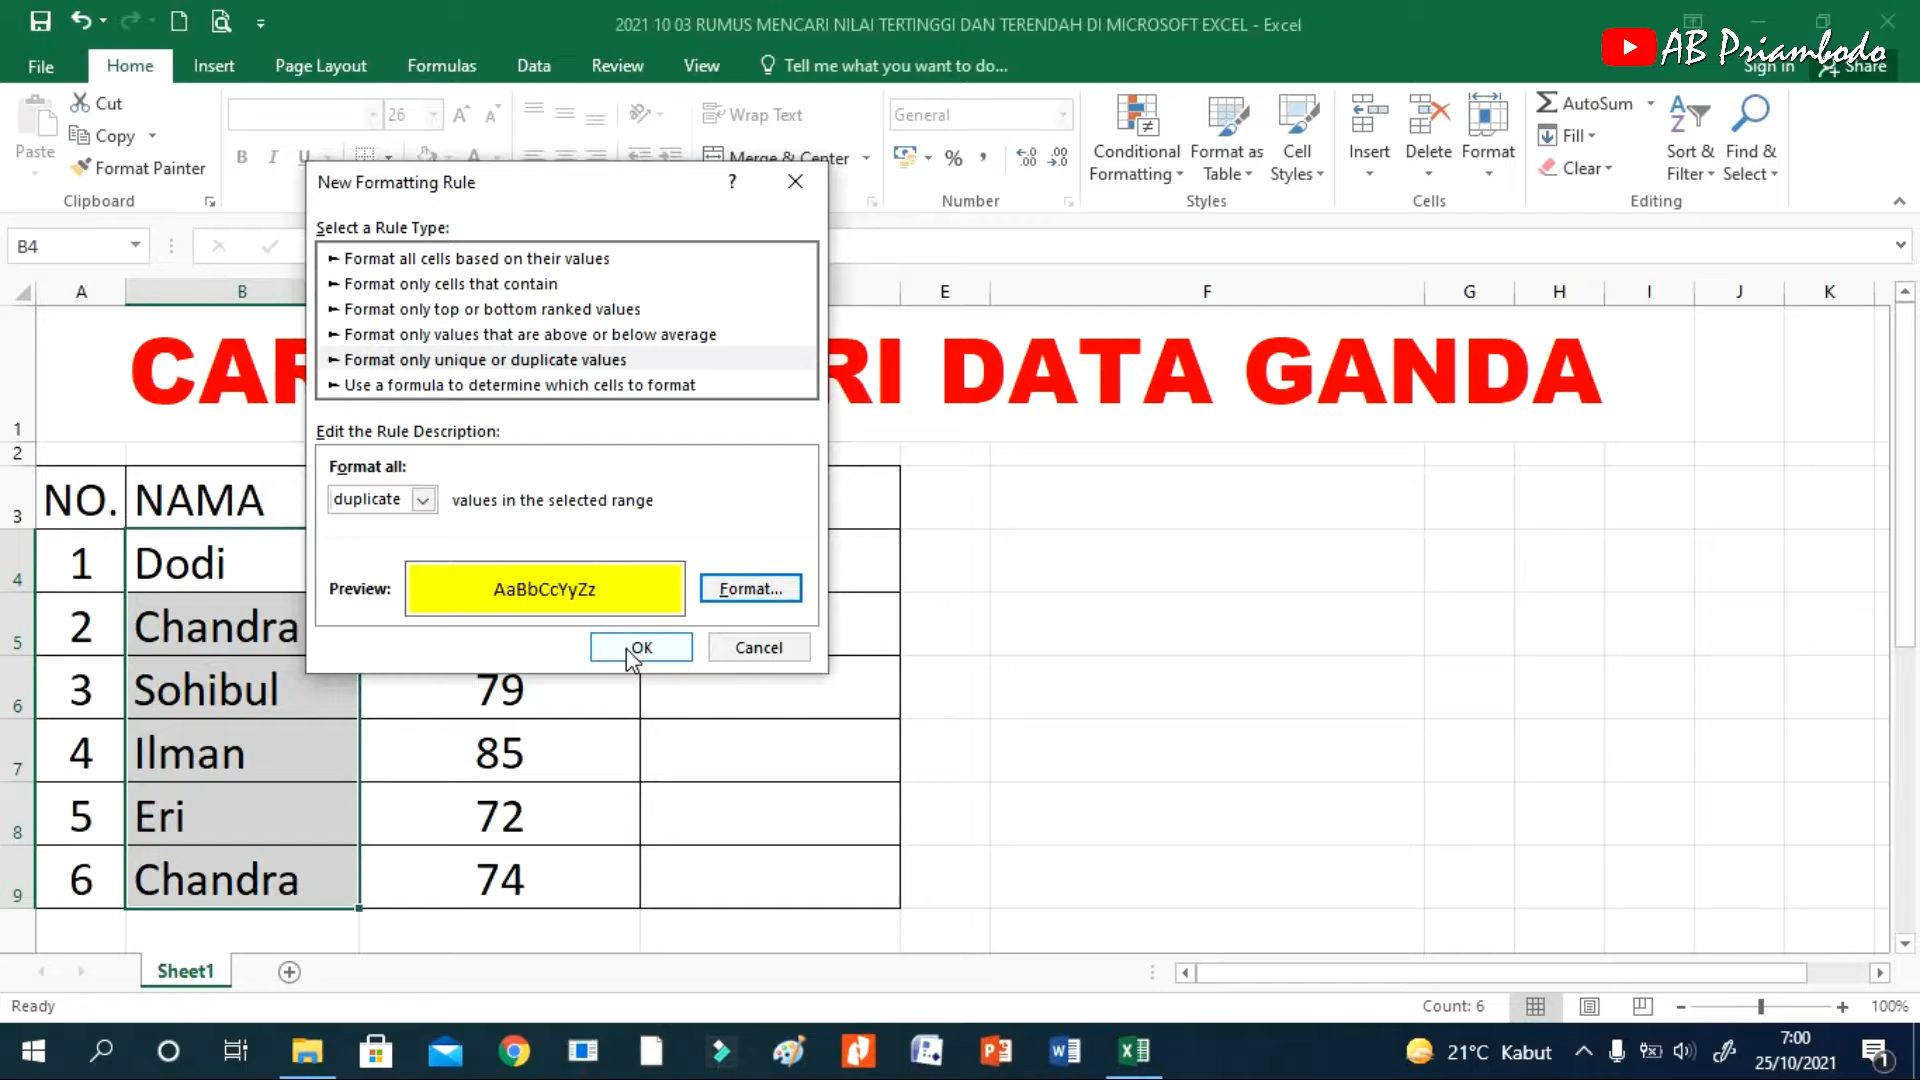 2021 10 03 RUMUS MENCARI NILAI TERTINGGI DAN TERENDAH DI MICROSOFT EXCEL - Excel
AB Priambodo
File Home Insert Page Layout Formulas Data Review View Tell me what you want to do... Sign in Share
Paste
Cut
Copy
Format Painter
Clipboard
26
B I U
Wrap Text
Merge & Center
General
% ,
Number
Conditional Formatting
Format as Table
Cell Styles
Styles
Insert
Delete
Format
Cells
AutoSum
Fill
Clear
Sort & Filter
Find & Select
Editing
B4
New Formatting Rule ?
Select a Rule Type:
► Format all cells based on their values
► Format only cells that contain
► Format only top or bottom ranked values
► Format only values that are above or below average
► Format only unique or duplicate values
► Use a formula to determine which cells to format
Edit the Rule Description:
Format all:
duplicate values in the selected range
Preview: AaBbCcYyZz Format...
OK Cancel
A B E F G H I J K
1 CAR RI DATA GANDA
2
3 NO. NAMA
4 1 Dodi
5 2 Chandra
6 3 Sohibul 79
7 4 Ilman 85
8 5 Eri 72
9 6 Chandra 74
Sheet1
Ready Count: 6 100%
21°C Kabut 7:00
25/10/2021 1